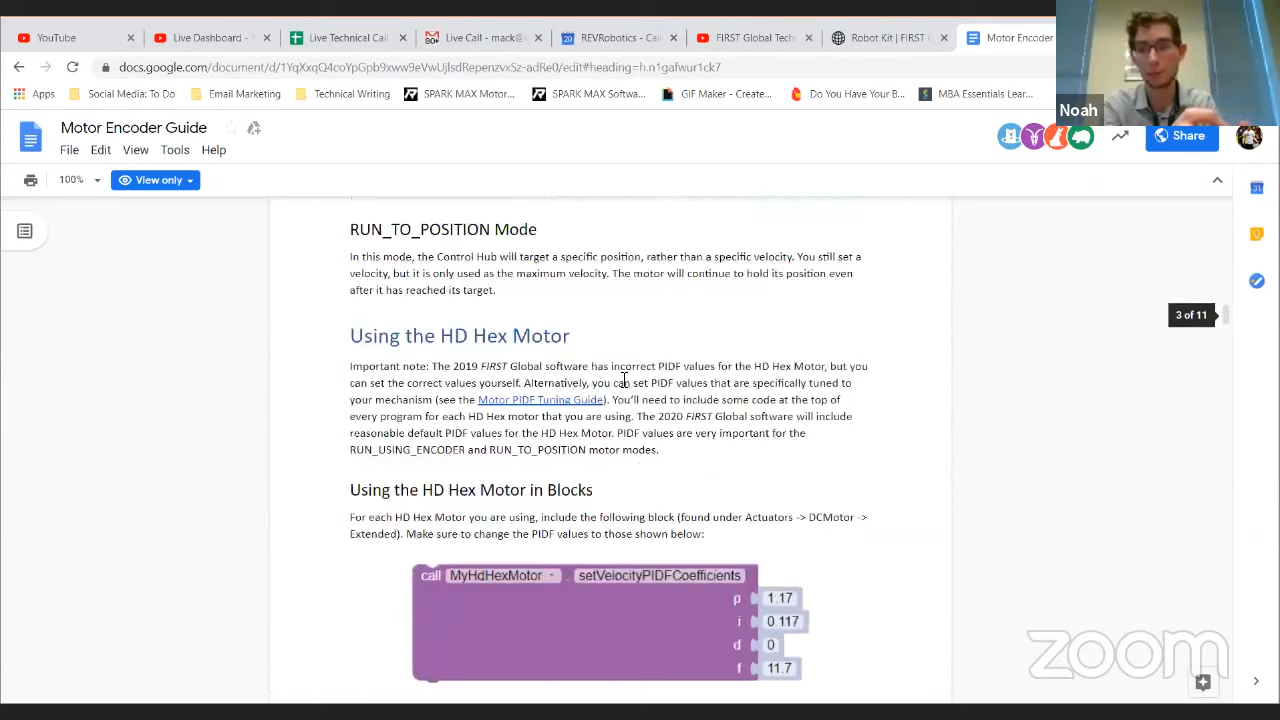 YouTube
Live Dashboard -
Live Technical Call
80+
Live Call - mack@
REVRobotics - Cal
FIRST Global Tech
Robot Kit | FIRST G
Motor Encoder
docs.google.com/document/d/1YqXxqQ4coYpGpb9xww9eVwUjlsdRepenzvxSz-adRe0/edit#heading=h.n1gafwur1ck7
Apps
Social Media: To Do
Email Marketing
Technical Writing
SPARK MAX Motor...
SPARK MAX Softwa...
GIF Maker - Create...
Do You Have Your B...
MBA Essentials Lear...
Noah
Motor Encoder Guide
File Edit View Tools Help
Share
100%
View only
31
RUN_TO_POSITION Mode
In this mode, the Control Hub will target a specific position, rather than a specific velocity. You still set a
velocity, but it is only used as the maximum velocity. The motor will continue to hold its position even
after it has reached its target.
3 of 11
Using the HD Hex Motor
Important note: The 2019 FIRST Global software has incorrect PIDF values for the HD Hex Motor, but you
can set the correct values yourself. Alternatively, you can set PIDF values that are specifically tuned to
your mechanism (see the Motor PIDF Tuning Guide). You'll need to include some code at the top of
every program for each HD Hex motor that you are using. The 2020 FIRST Global software will include
reasonable default PIDF values for the HD Hex Motor. PIDF values are very important for the
RUN_USING_ENCODER and RUN_TO_POSITION motor modes.
Using the HD Hex Motor in Blocks
For each HD Hex Motor you are using, include the following block (found under Actuators -> DCMotor ->
Extended). Make sure to change the PIDF values to those shown below:
call MyHdHexMotor . setVelocityPIDFCoefficients
p 1.17
i 0.117
d 0
f 11.7
zoom